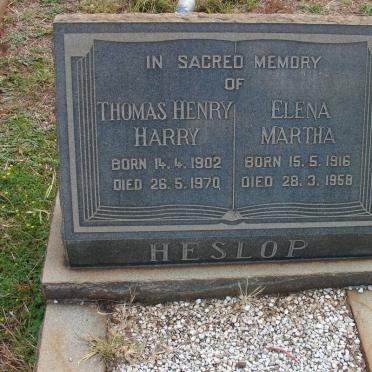 IN SACRED MEMORY
OF
THOMAS HENRY
HARRY
BORN 14. 4. 1902
DIED 26. 5. 1970
ELENA
MARTHA
BORN 15. 5. 1916
DIED 28. 3. 1958
HESLOP